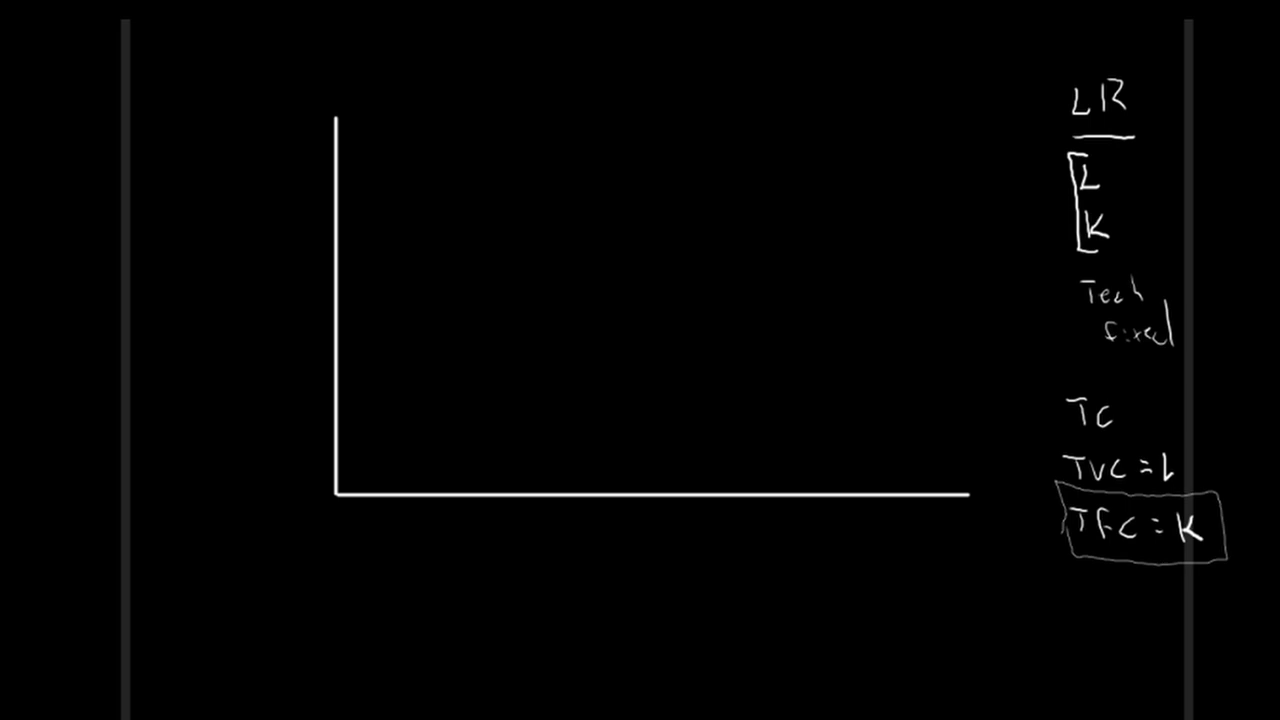 LR
L
K
Tech
fixed
TC
TVC = L
TFC = K